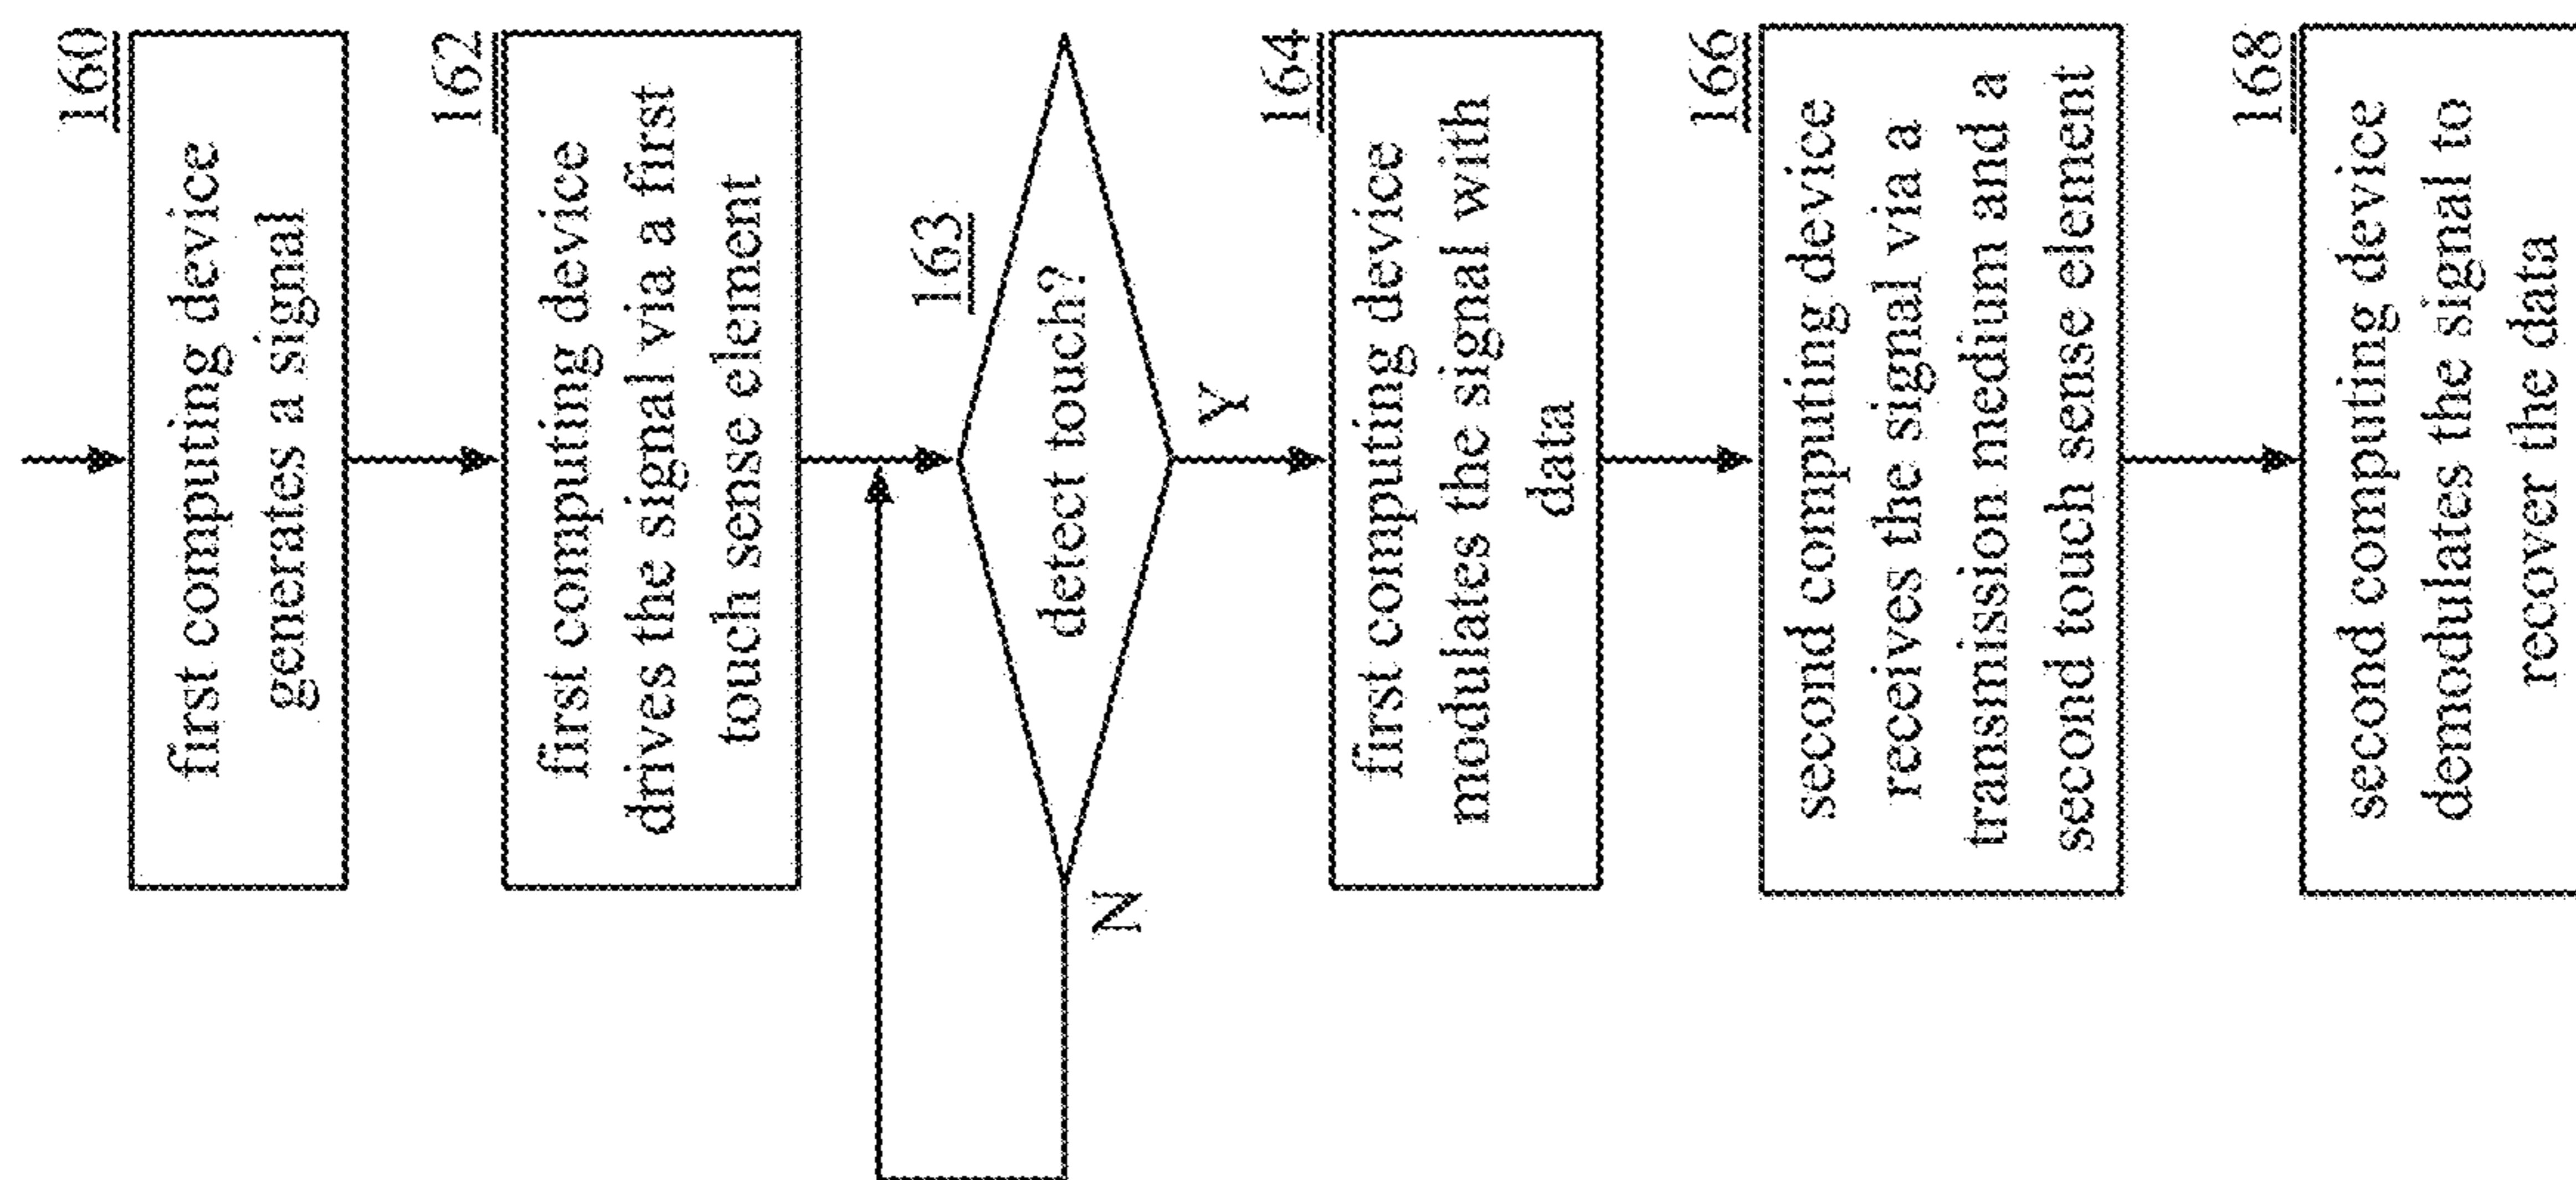 160
first computing device
generates a signal
162
first computing device
drives the signal via a first
touch sense element
163
detect touch?
N
Y
164
first computing device
modulates the signal with
data
166
second computing device
receives the signal via a
transmission medium and a
second touch sense element
168
second computing device
demodulates the signal to
recover the data